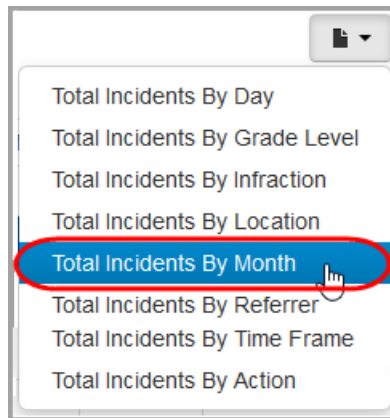 Total Incidents By Day
Total Incidents By Grade Level
Total Incidents By Infraction
Total Incidents By Location
Total Incidents By Month
Total Incidents By Referrer
Total Incidents By Time Frame
Total Incidents By Action